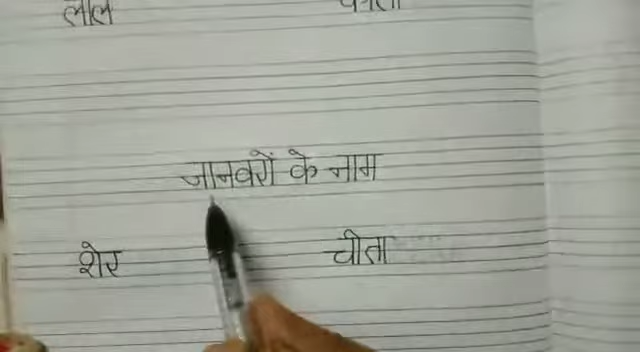 लाल
जानवरों के नाम
शेर चीता